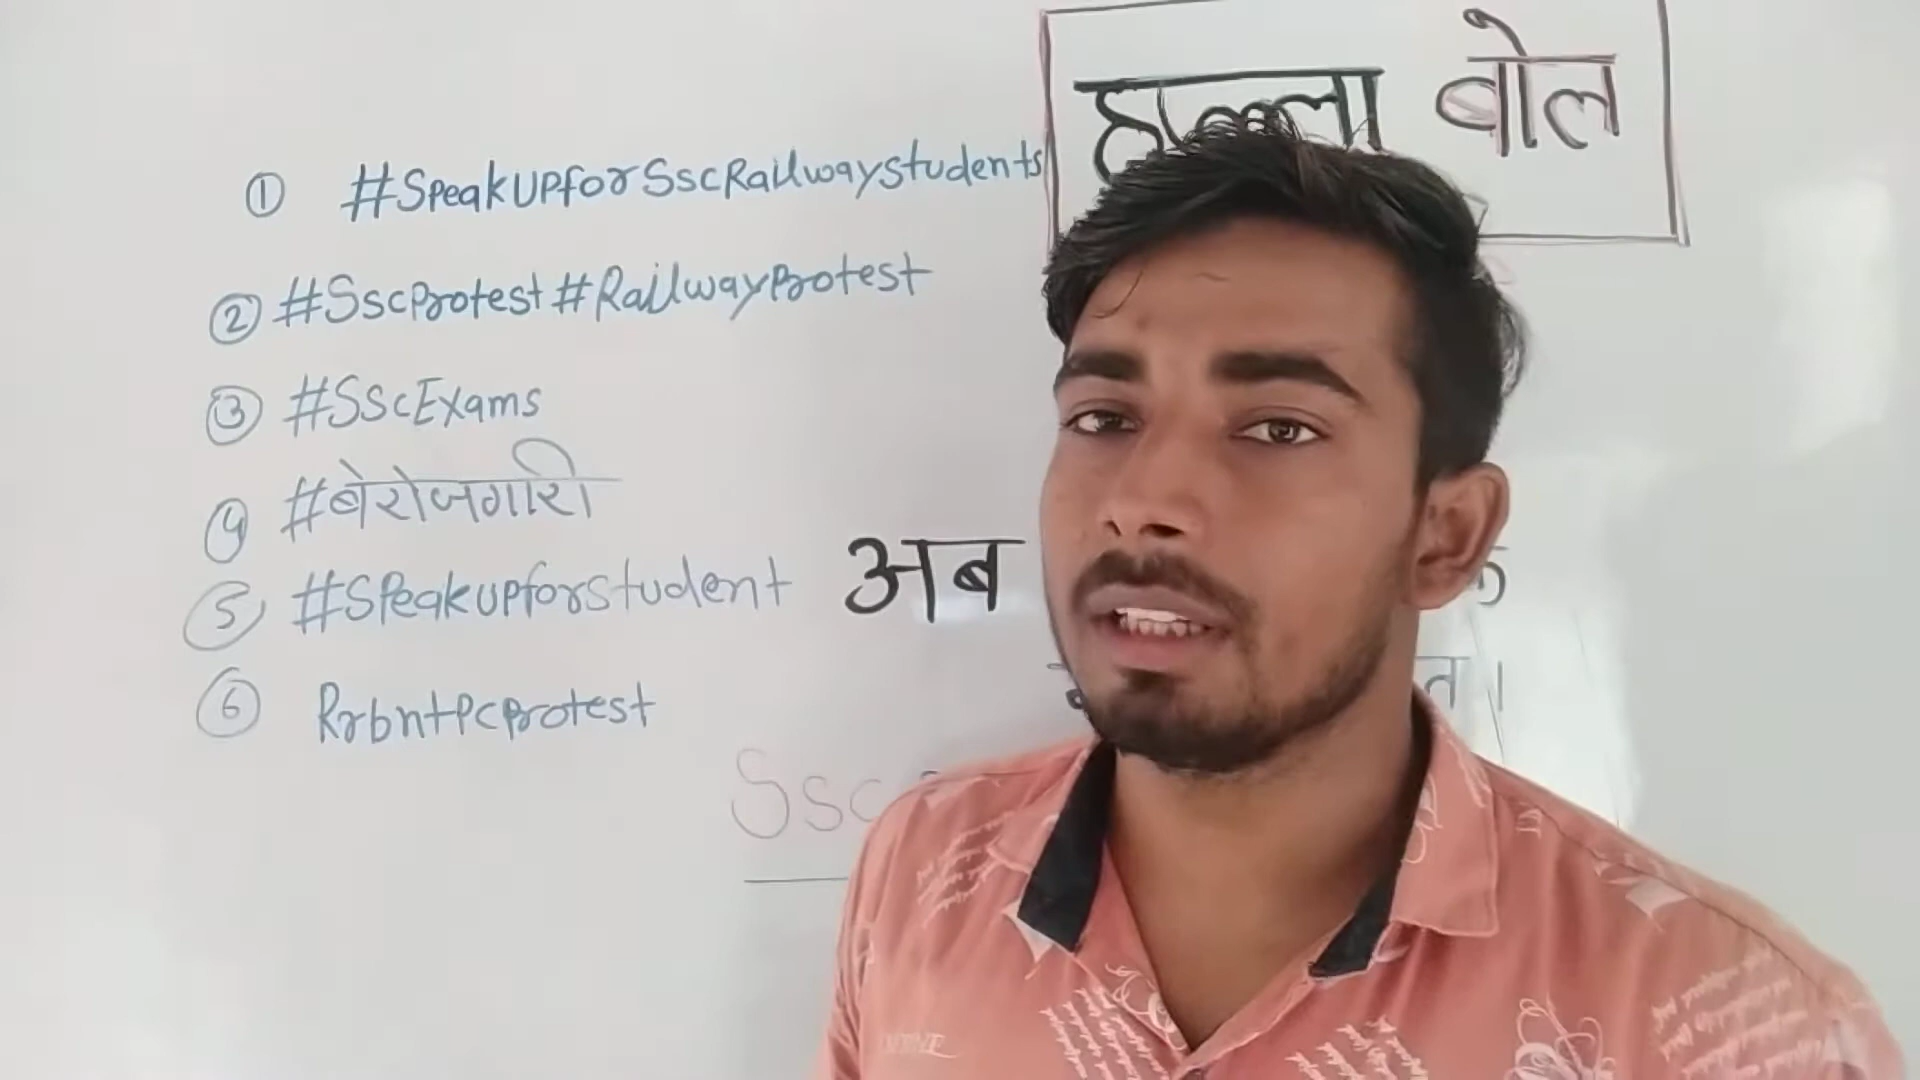 हल्ला बोल
① #SpeakUpforSscRailwaystudents
② #Sscprotest #Railwayprotest
③ #SscExams
④ #बेरोजगारी
⑤ #Speakupforstudent
⑥ Rrbntpcprotest
अब
Ssc